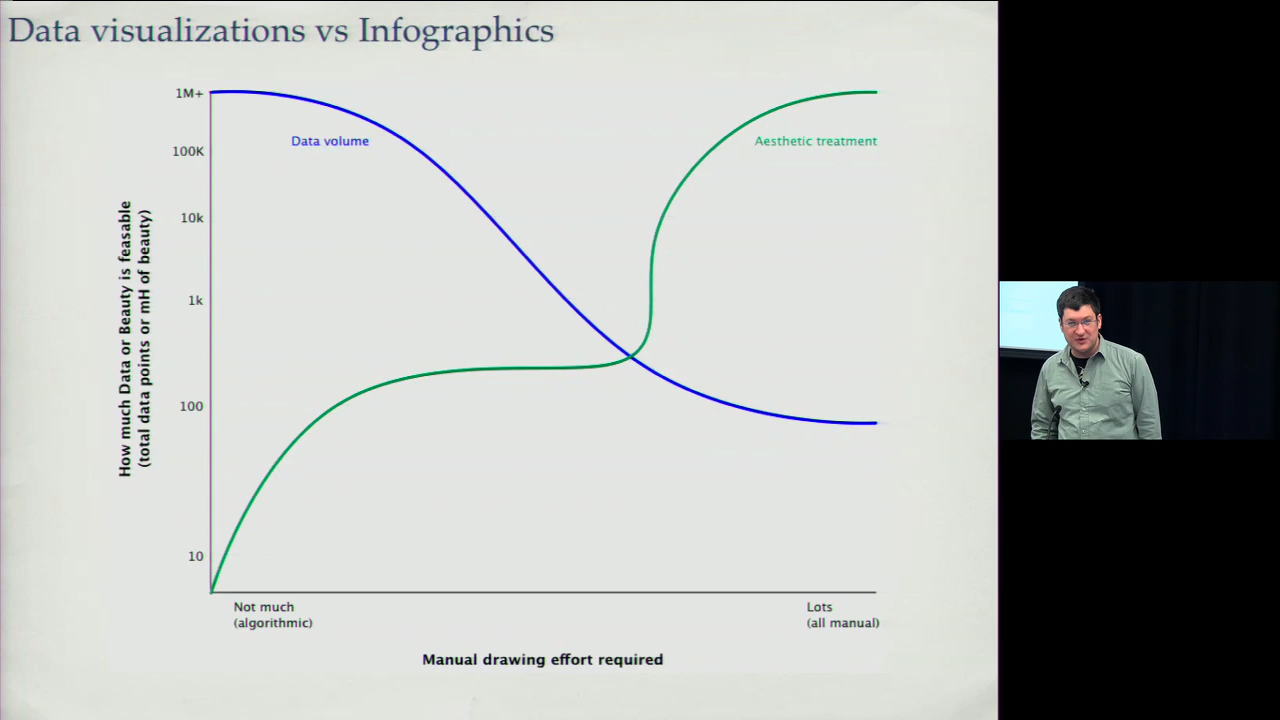 Data visualizations vs Infographics
1M+
Data volume
Aesthetic treatment
100K
10k
How much Data or Beauty is feasable
(total data points or mH of beauty)
1k
100
10
Not much
(algorithmic)
Lots
(all manual)
Manual drawing effort required